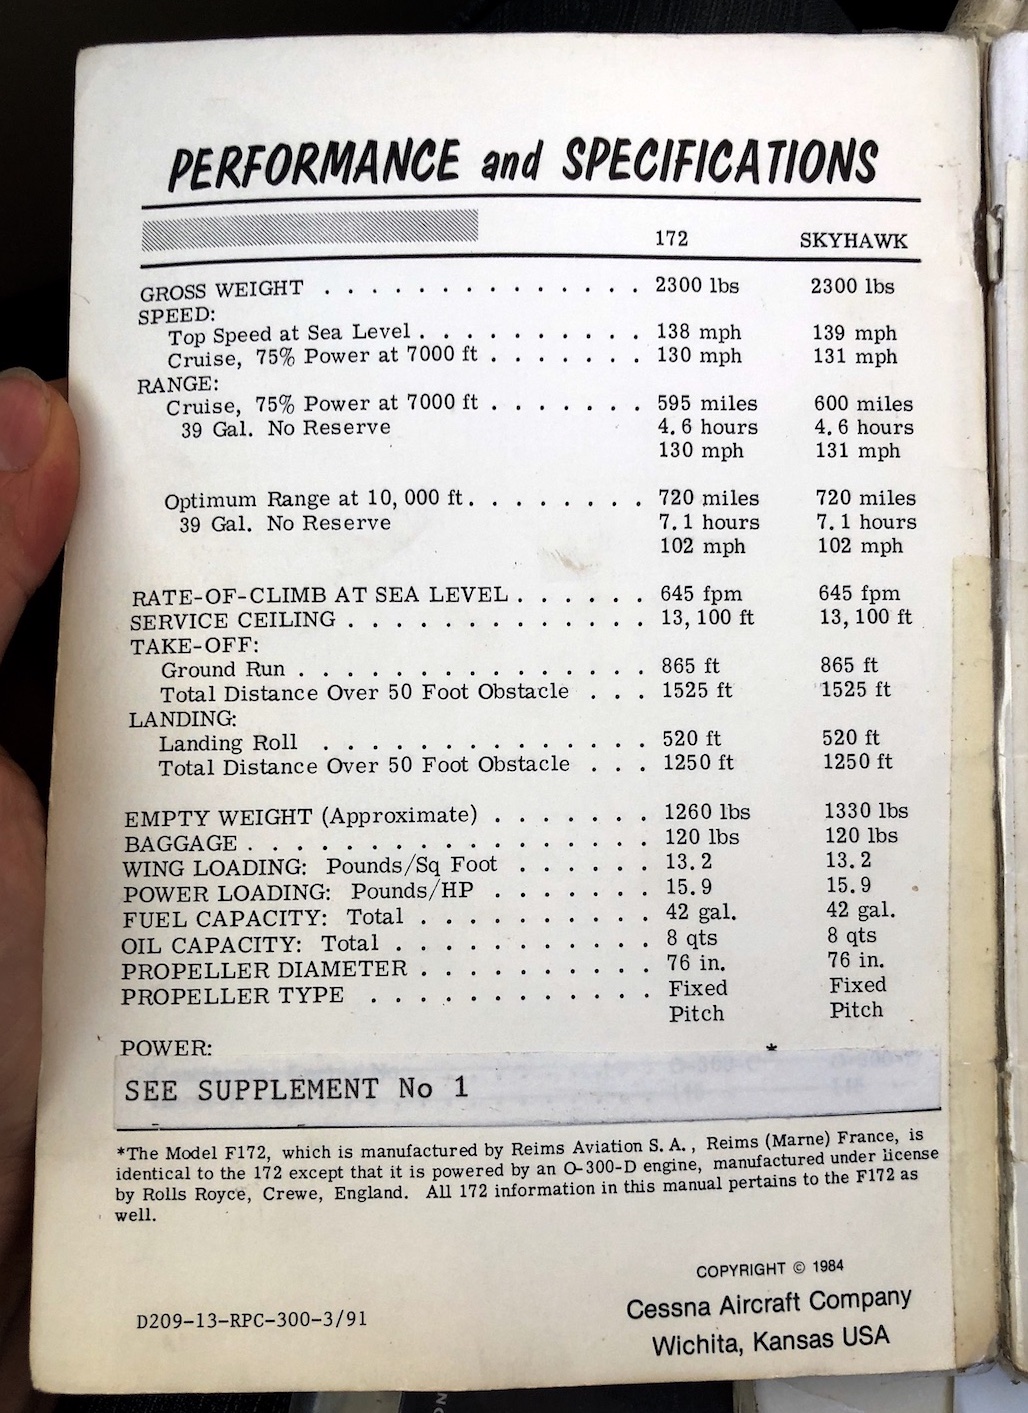 PERFORMANCE and SPECIFICATIONS
172 SKYHAWK
GROSS WEIGHT . . . . . . . . . . . . . . 2300 lbs 2300 lbs
SPEED:
Top Speed at Sea Level . . . . . . . . . . 138 mph 139 mph
Cruise, 75% Power at 7000 ft . . . . . . . 130 mph 131 mph
RANGE:
Cruise, 75% Power at 7000 ft . . . . . . . 595 miles 600 miles
39 Gal. No Reserve 4.6 hours 4.6 hours
130 mph 131 mph
Optimum Range at 10,000 ft. . . . . . . . 720 miles 720 miles
39 Gal. No Reserve 7.1 hours 7.1 hours
102 mph 102 mph
RATE-OF-CLIMB AT SEA LEVEL . . . . . . 645 fpm 645 fpm
SERVICE CEILING . . . . . . . . . . . . . 13,100 ft 13,100 ft
TAKE-OFF:
Ground Run . . . . . . . . . . . . . . . 865 ft 865 ft
Total Distance Over 50 Foot Obstacle . . . 1525 ft 1525 ft
LANDING:
Landing Roll . . . . . . . . . . . . . . 520 ft 520 ft
Total Distance Over 50 Foot Obstacle . . . 1250 ft 1250 ft
EMPTY WEIGHT (Approximate) . . . . . . . 1260 lbs 1330 lbs
BAGGAGE . . . . . . . . . . . . . . . . . 120 lbs 120 lbs
WING LOADING: Pounds/Sq Foot . . . . . . 13.2 13.2
POWER LOADING: Pounds/HP . . . . . . . 15.9 15.9
FUEL CAPACITY: Total . . . . . . . . . . 42 gal. 42 gal.
OIL CAPACITY: Total . . . . . . . . . . . 8 qts 8 qts
PROPELLER DIAMETER . . . . . . . . . . 76 in. 76 in.
PROPELLER TYPE . . . . . . . . . . . . Fixed Fixed
Pitch Pitch
POWER: *
SEE SUPPLEMENT No 1
*The Model F172, which is manufactured by Reims Aviation S. A., Reims (Marne) France, is
identical to the 172 except that it is powered by an O-300-D engine, manufactured under license
by Rolls Royce, Crewe, England. All 172 information in this manual pertains to the F172 as
well.
COPYRIGHT © 1984
Cessna Aircraft Company
D209-13-RPC-300-3/91
Wichita, Kansas USA